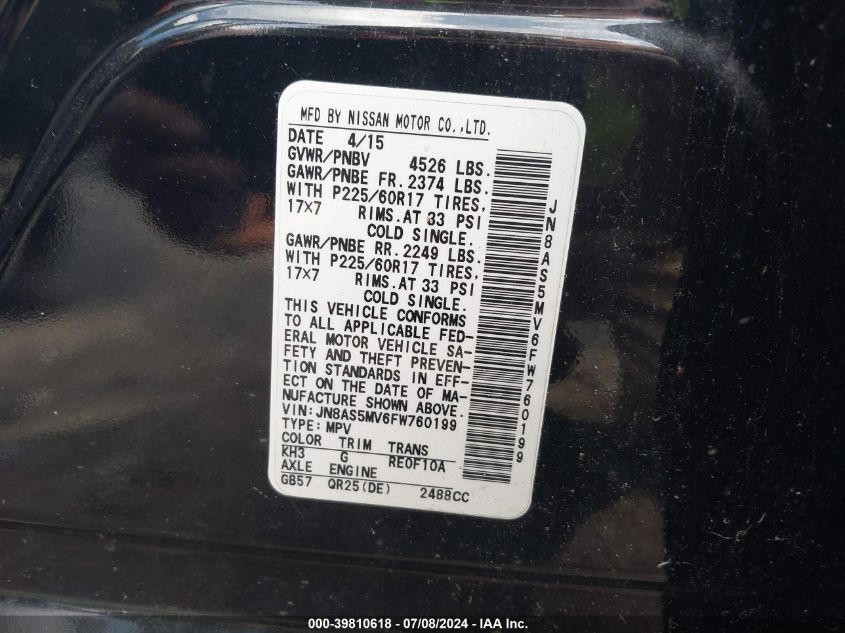 MFD BY NISSAN MOTOR CO.,LTD.
DATE 4/15
GVWR/PNBV 4526 LBS.
GAWR/PNBE FR.2374 LBS.
WITH P225/60R17 TIRES,
17×7 RIMS.AT 33 PSI
COLD SINGLE.
GAWR/PNBE RR.2249 LBS.
WITH P225/60R17 TIRES,
17×7 RIMS.AT 33 PSI
COLD SINGLE.
THIS VEHICLE CONFORMS
TO ALL APPLICABLE FED-
ERAL MOTOR VEHICLE SA-
FETY AND THEFT PREVEN-
TION STANDARDS IN EFF-
ECT ON THE DATE OF MA-
NUFACTURE SHOWN ABOVE.
VIN:JN8AS5MV6FW760199
TYPE:MPV
COLOR TRIM TRANS
KH3 G RE0F10A
AXLE ENGINE
GB57 QR25(DE) 2488CC
JN8AS5MV6FW760199
000-39810618 - 07/08/2024 - IAA Inc.